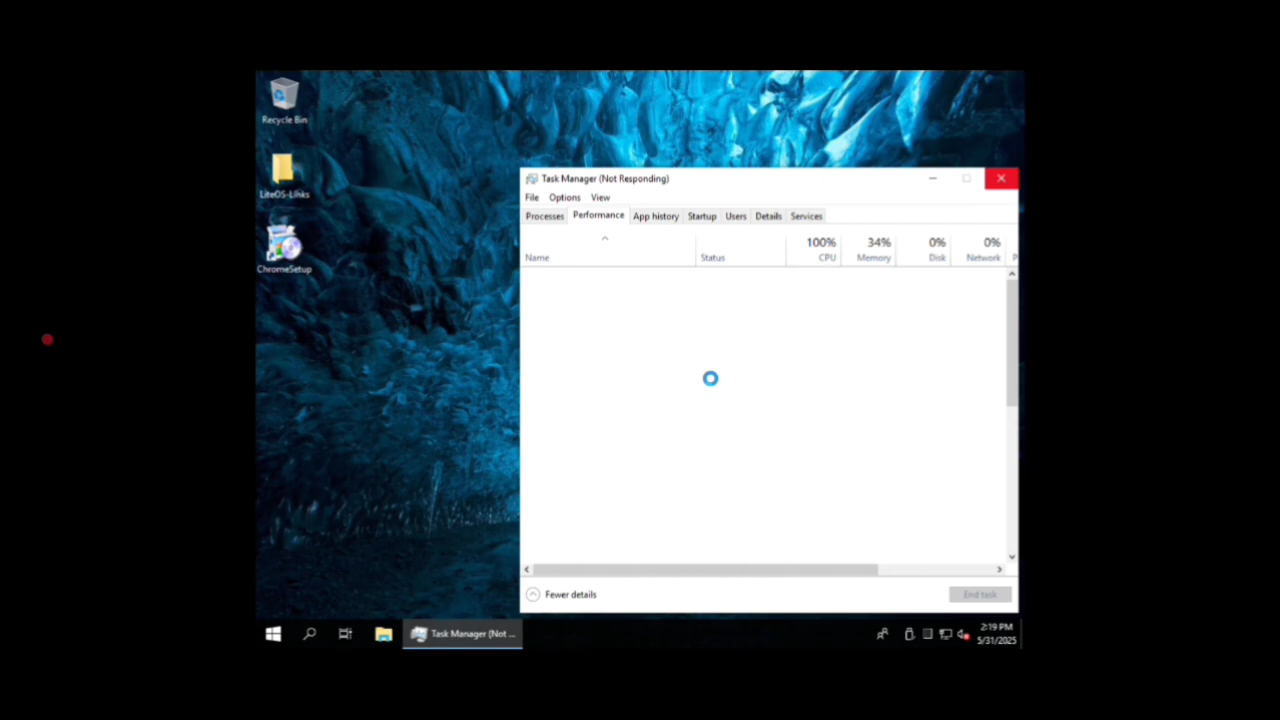 Recycle Bin
LiteOS-Links
ChromeSetup
Task Manager (Not Responding)
File Options View
Processes Performance App history Startup Users Details Services
100% 34% 0% 0%
Name Status CPU Memory Disk Network P
Fewer details
End task
Task Manager (Not ...
2:19 PM
5/31/2025